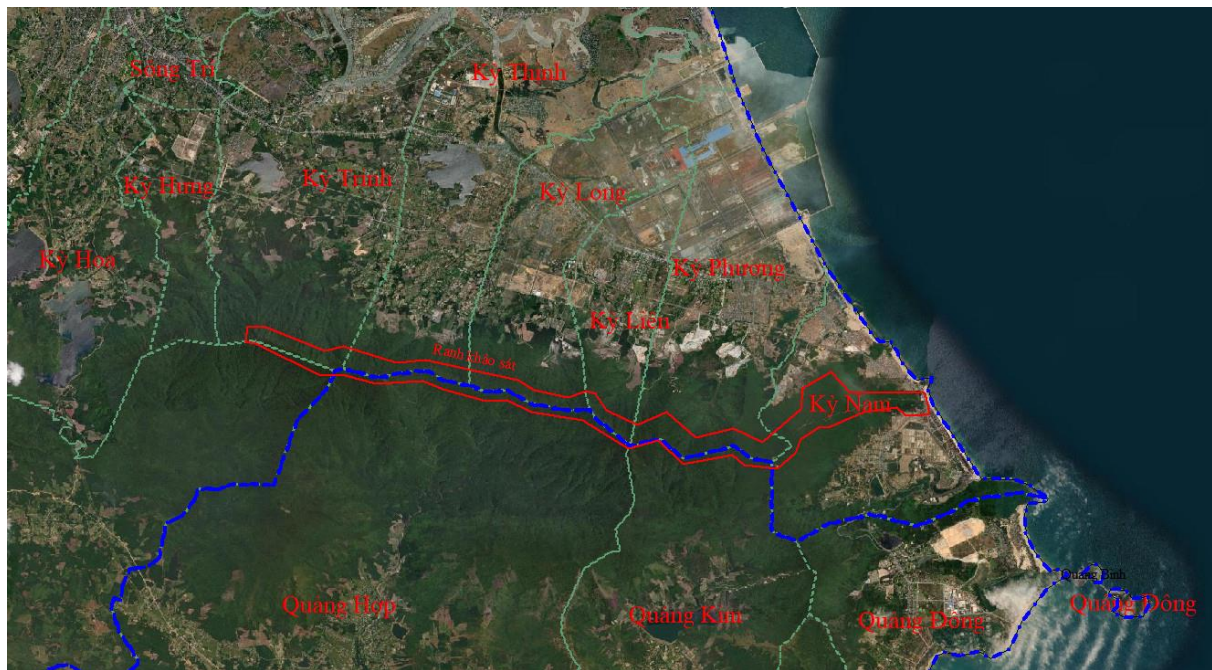 Sông Trí
Kỳ Thịnh
Kỳ Hưng
Kỳ Trinh
Kỳ Long
Kỳ Hoa
Kỳ Phương
Kỳ Liên
Ranh khảo sát
Kỳ Nam
Quảng Bình
Quảng Hợp
Quảng Kim
Quảng Đông
Quảng Đông